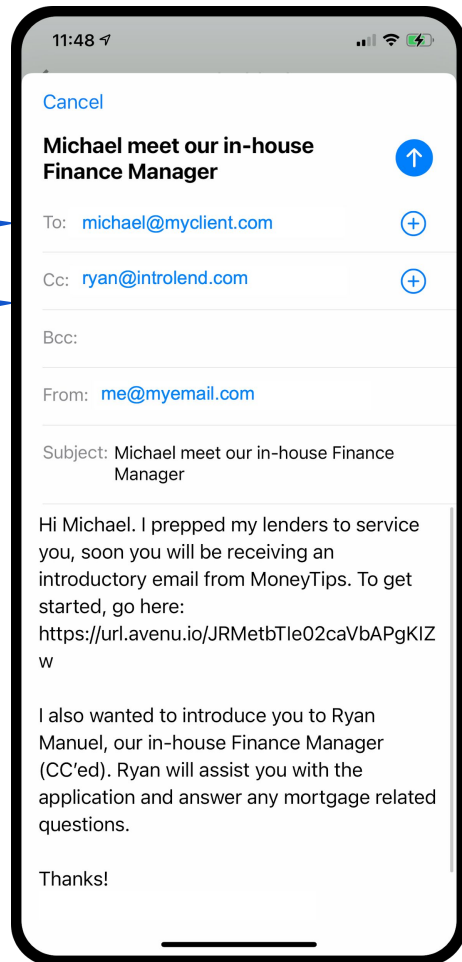 11:48
Cancel
Michael meet our in-house
Finance Manager
To: michael@myclient.com
Cc: ryan@introlend.com
Bcc:
From: me@myemail.com
Subject: Michael meet our in-house Finance
Manager
Hi Michael. I prepped my lenders to service
you, soon you will be receiving an
introductory email from MoneyTips. To get
started, go here:
https://url.avenu.io/JRMetbTIe02caVbAPgKIZ
w
I also wanted to introduce you to Ryan
Manuel, our in-house Finance Manager
(CC’ed). Ryan will assist you with the
application and answer any mortgage related
questions.
Thanks!